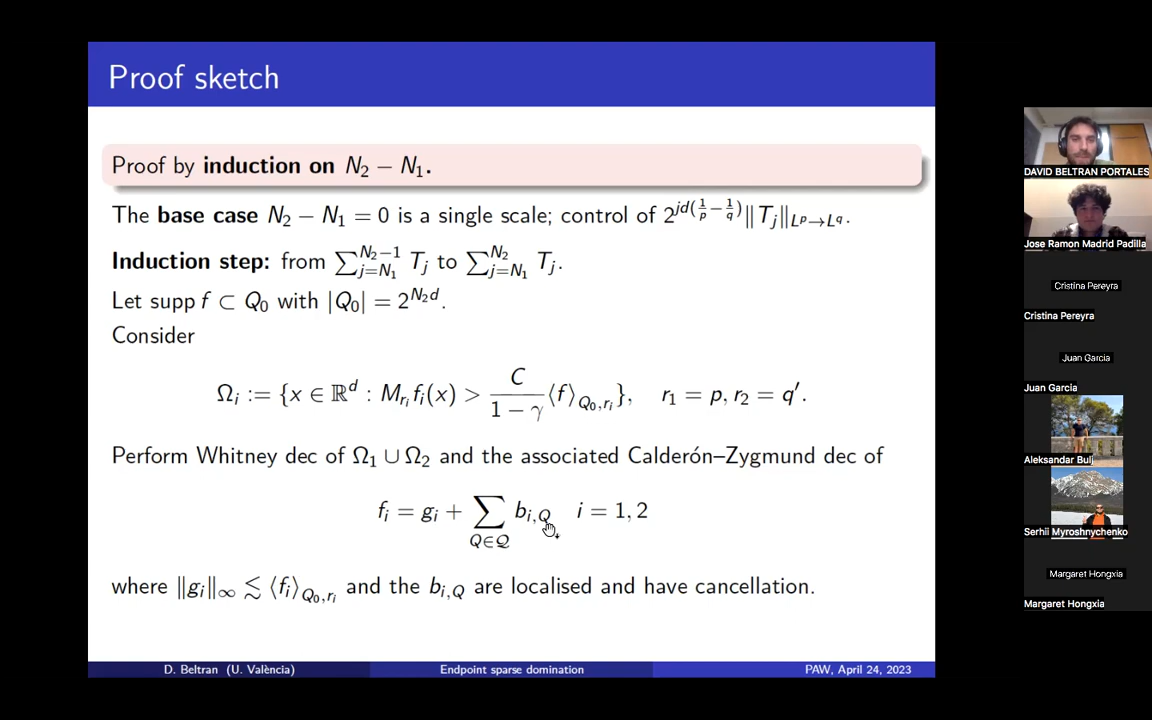 Proof sketch
Proof by induction on N₂ − N₁.
The base case N₂ − N₁ = 0 is a single scale; control of 2^{jd(1/p − 1/q)}‖T_j‖_{L^p→L^q}.
Induction step: from ∑_{j=N₁}^{N₂−1} T_j to ∑_{j=N₁}^{N₂} T_j.
Let supp f ⊂ Q₀ with |Q₀| = 2^{N₂d}.
Consider
Ω_i := {x ∈ ℝ^d : M_{r_i} f_i(x) > C/(1 − γ) ⟨f⟩_{Q₀,r_i}}, r₁ = p, r₂ = q′.
Perform Whitney dec of Ω₁ ∪ Ω₂ and the associated Calderón–Zygmund dec of
f_i = g_i + ∑_{Q∈𝒬} b_{i,Q} i = 1, 2
where ‖g_i‖_∞ ≲ ⟨f_i⟩_{Q₀,r_i} and the b_{i,Q} are localised and have cancellation.
D. Beltran (U. València) Endpoint sparse domination PAW, April 24, 2023
DAVID BELTRAN PORTALES
Jose Ramon Madrid Padilla
Cristina Pereyra
Cristina Pereyra
Juan Garcia
Juan Garcia
Aleksandar Bulj
Serhii Myroshnychenko
Margaret Hongxia
Margaret Hongxia